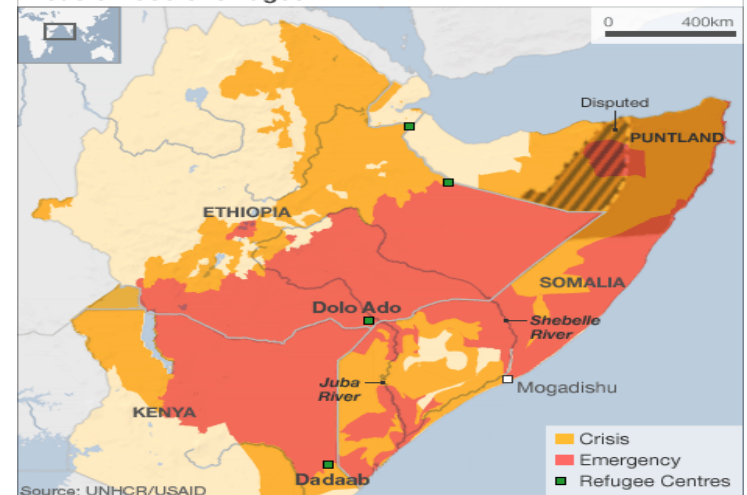 0 400km
Disputed
PUNTLAND
ETHIOPIA
SOMALIA
Dolo Ado
Shebelle
River
Juba
River
Mogadishu
KENYA
Crisis
Emergency
Refugee Centres
Dadaab
Source: UNHCR/USAID